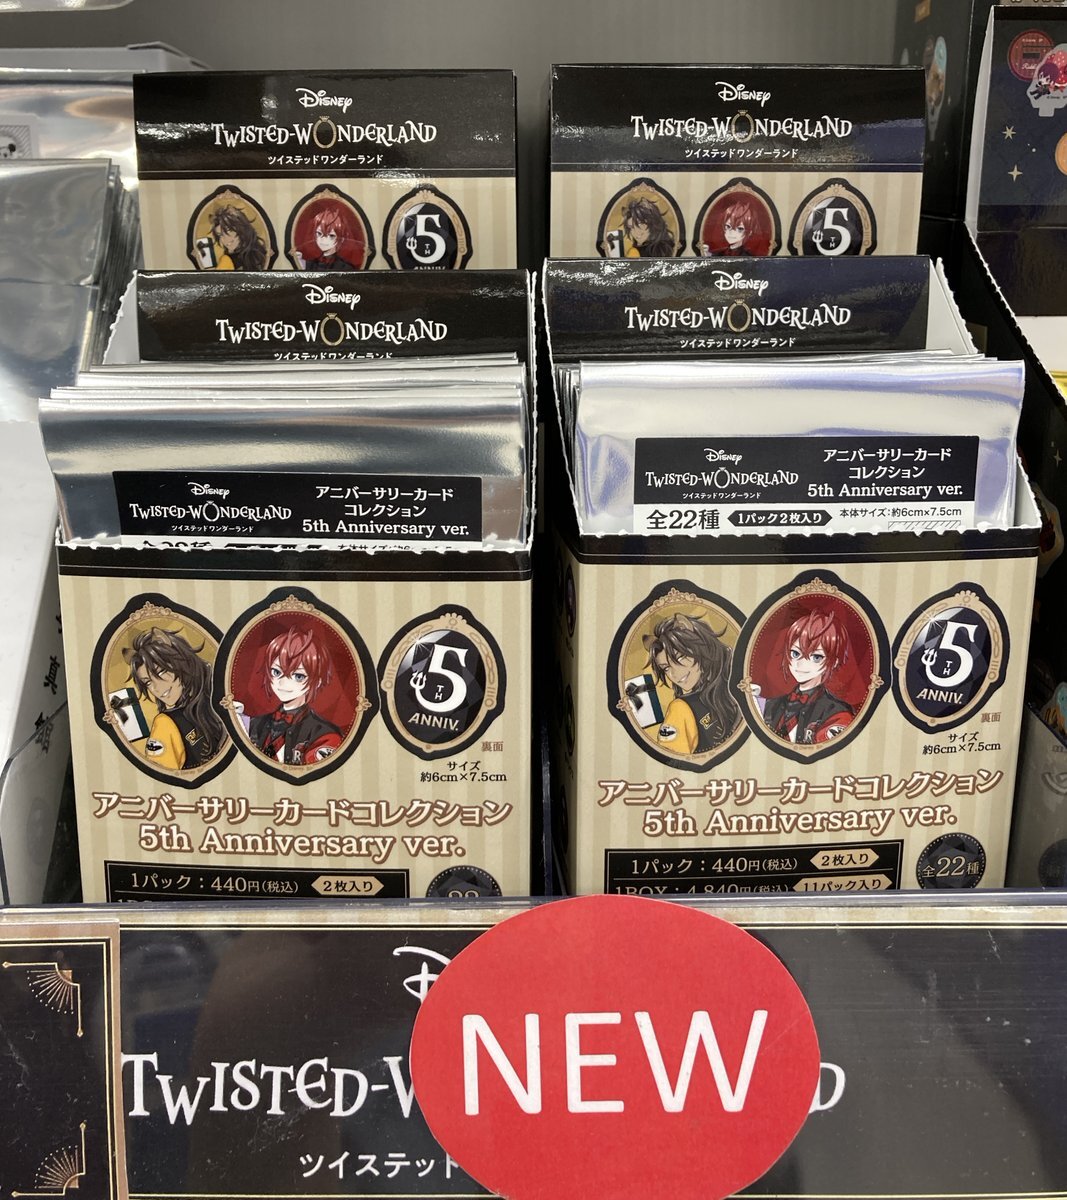 Disney
TWISTED-WONDERLAND
ツイステッドワンダーランド
5
TH
ANNIV.
Disney
TWISTED-WONDERLAND
ツイステッドワンダーランド
5
TH
Disney
TWISTED-WONDERLAND
ツイステッドワンダーランド
Disney
TWISTED-WONDERLAND
ツイステッドワンダーランド
Disney
TWISTED-WONDERLAND
ツイステッドワンダーランド
アニバーサリーカード
コレクション
5th Anniversary ver.
Disney
TWISTED-WONDERLAND
ツイステッドワンダーランド
アニバーサリーカード
コレクション
5th Anniversary ver.
全22種 1パック2枚入り 本体サイズ:約6cm×7.5cm
5
TH
ANNIV.
裏面
サイズ
約6cm×7.5cm
アニバーサリーカードコレクション
5th Anniversary ver.
1パック:440円(税込) 2枚入り
5
TH
ANNIV.
裏面
サイズ
約6cm×7.5cm
アニバーサリーカードコレクション
5th Anniversary ver.
1パック:440円(税込) 2枚入り
1BOX:4,840円(税込) 11パック入り
全22種
TWISTED-
ツイステッド
NEW